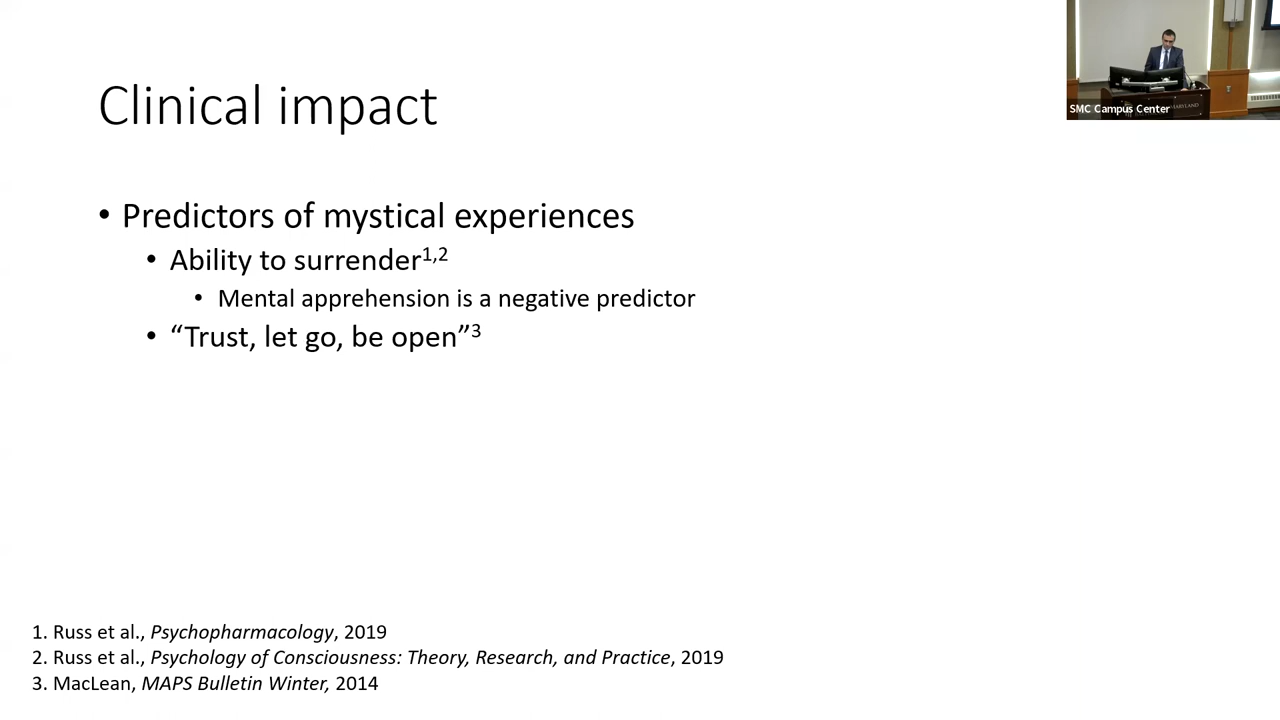 Clinical impact
• Predictors of mystical experiences
• Ability to surrender1,2
• Mental apprehension is a negative predictor
• “Trust, let go, be open”3
1. Russ et al., Psychopharmacology, 2019
2. Russ et al., Psychology of Consciousness: Theory, Research, and Practice, 2019
3. MacLean, MAPS Bulletin Winter, 2014
SMC Campus Center
MARYLAND